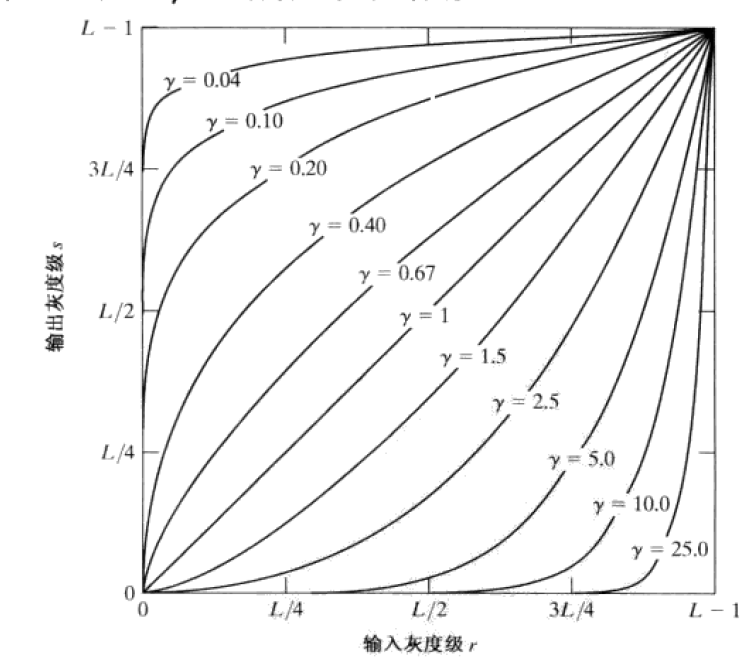 L − 1
γ = 0.04
γ = 0.10
3L/4
γ = 0.20
γ = 0.40
γ = 0.67
输出灰度级 s
L/2
γ = 1
γ = 1.5
γ = 2.5
L/4
γ = 5.0
γ = 10.0
γ = 25.0
0
0 L/4 L/2 3L/4 L − 1
输入灰度级 r